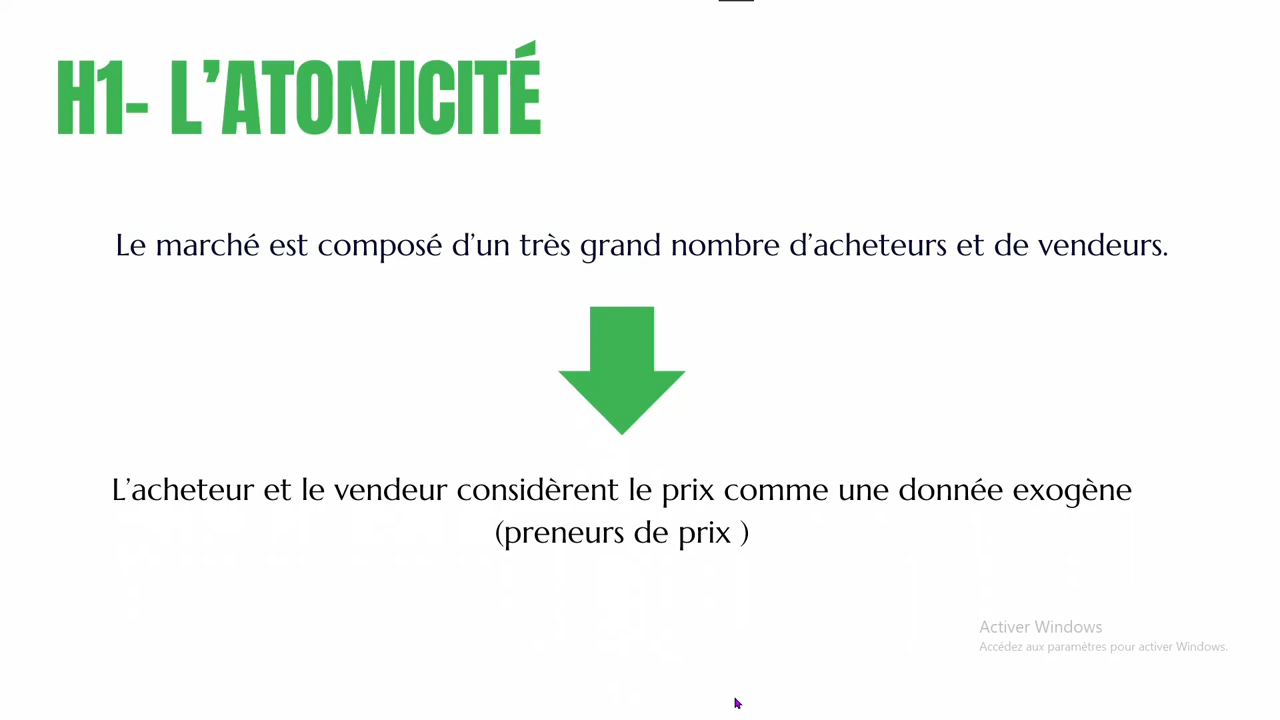 H1- L’ATOMICITÉ
Le marché est composé d’un très grand nombre d’acheteurs et de vendeurs.
L’acheteur et le vendeur considèrent le prix comme une donnée exogène
(preneurs de prix )
Activer Windows
Accédez aux paramètres pour activer Windows.